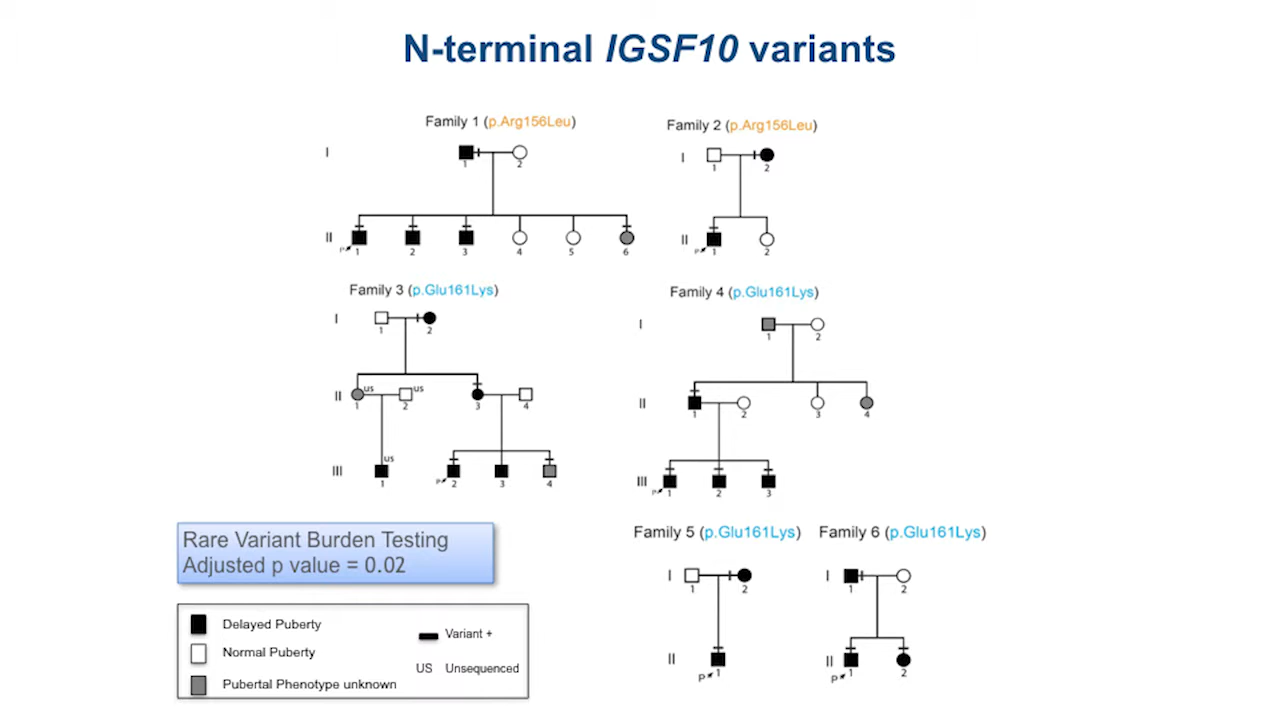 N-terminal IGSF10 variants
Family 1 (p.Arg156Leu)
I
1
2
II
P
1
2
3
4
5
6
Family 2 (p.Arg156Leu)
I
1
2
II
P
1
2
Family 3 (p.Glu161Lys)
I
1
2
II
us
us
1
2
3
4
III
us
P
1
2
3
4
Family 4 (p.Glu161Lys)
I
1
2
II
1
2
3
4
III
P
1
2
3
Family 5 (p.Glu161Lys)
I
1
2
II
P
1
Family 6 (p.Glu161Lys)
I
1
2
II
P
1
2
Rare Variant Burden Testing
Adjusted p value = 0.02
Delayed Puberty
Normal Puberty
Pubertal Phenotype unknown
Variant +
US Unsequenced